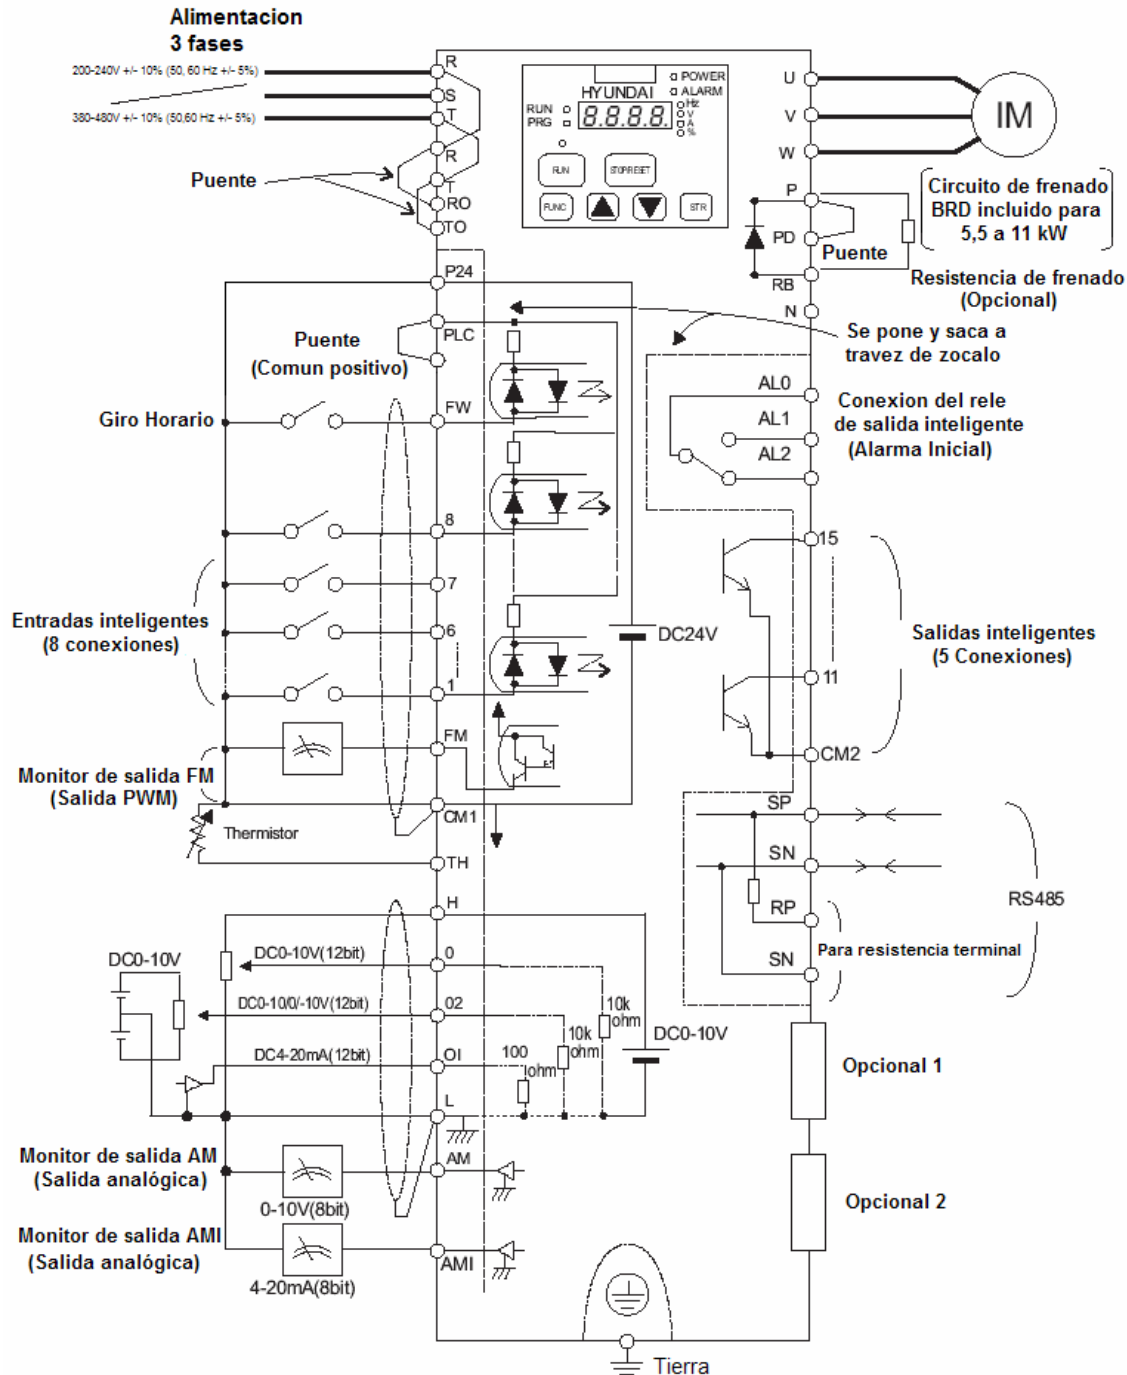 Alimentacion
3 fases
200-240V +/- 10% (50, 60 Hz +/- 5%)
380-480V +/- 10% (50,60 Hz +/- 5%)
R
S
T
R
T
RO
TO
Puente
POWER
ALARM
HYUNDAI
RUN
PRG
8.8.8.8.
Hz
V
A
%
RUN
STOP/RESET
FUNC
STR
U
V
W
IM
P
PD
RB
N
Puente
Circuito de frenado
BRD incluido para
5,5 a 11 kW
Resistencia de frenado
(Opcional)
Se pone y saca a
travez de zocalo
P24
PLC
Puente
(Comun positivo)
Giro Horario
FW
8
7
6
1
Entradas inteligentes
(8 conexiones)
DC24V
AL0
AL1
AL2
Conexion del rele
de salida inteligente
(Alarma Inicial)
15
11
CM2
Salidas inteligentes
(5 Conexiones)
FM
Monitor de salida FM
(Salida PWM)
CM1
Thermistor
TH
SP
SN
RP
SN
RS485
Para resistencia terminal
H
DC0-10V
DC0-10V(12bit)
0
DC0-10/0/-10V(12bit)
02
DC4-20mA(12bit)
OI
L
100
ohm
10k
ohm
10k
ohm
DC0-10V
Monitor de salida AM
(Salida analógica)
0-10V(8bit)
AM
Monitor de salida AMI
(Salida analógica)
4-20mA(8bit)
AMI
Opcional 1
Opcional 2
Tierra